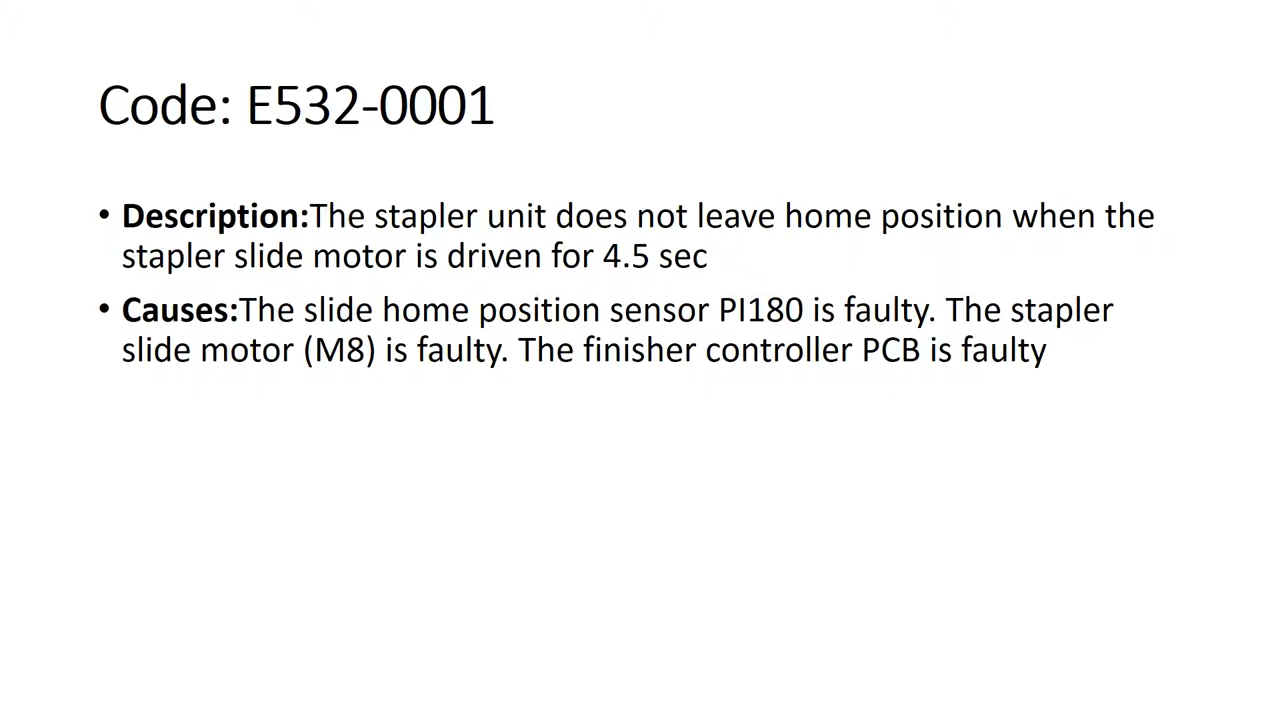 Code: E532-0001
• Description:The stapler unit does not leave home position when the
stapler slide motor is driven for 4.5 sec
• Causes:The slide home position sensor PI180 is faulty. The stapler
slide motor (M8) is faulty. The finisher controller PCB is faulty